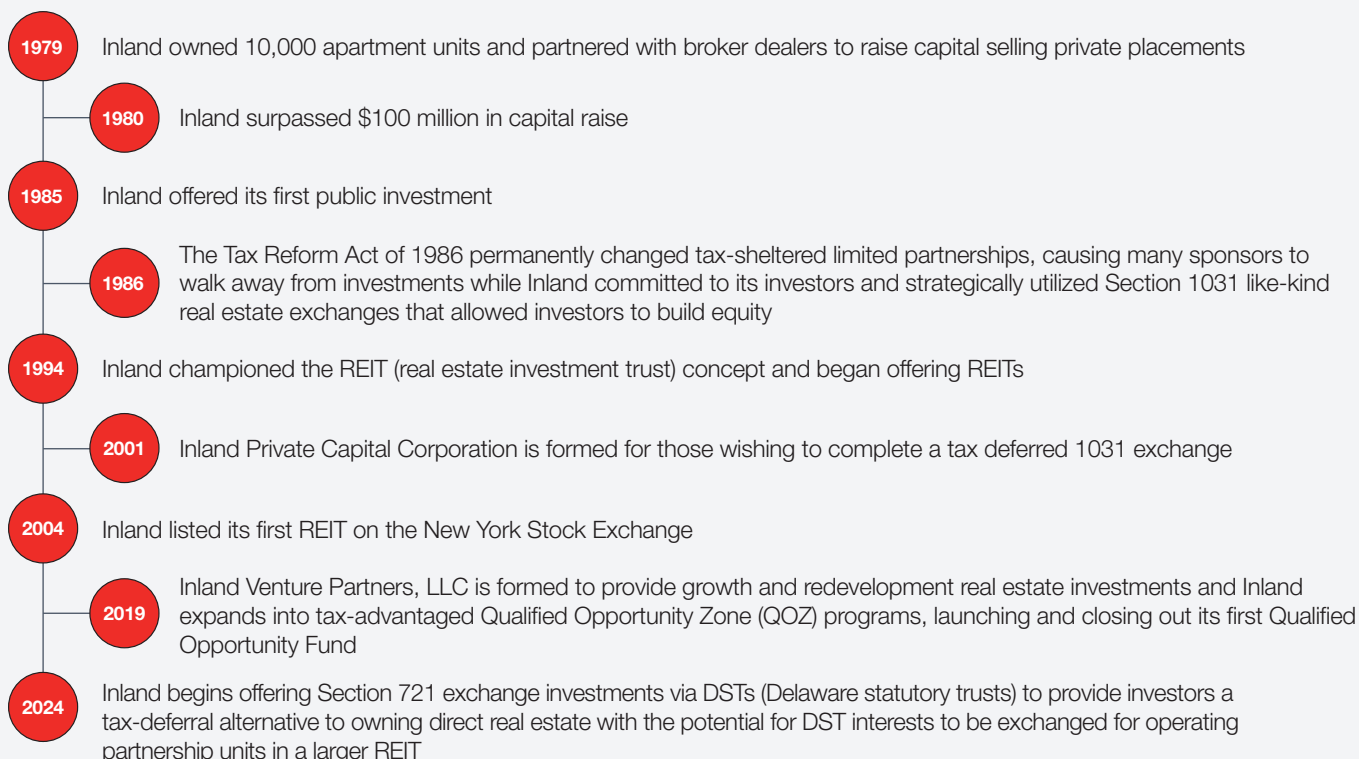 1979
Inland owned 10,000 apartment units and partnered with broker dealers to raise capital selling private placements
1980
Inland surpassed $100 million in capital raise
1985
Inland offered its first public investment
1986
The Tax Reform Act of 1986 permanently changed tax-sheltered limited partnerships, causing many sponsors to
walk away from investments while Inland committed to its investors and strategically utilized Section 1031 like-kind
real estate exchanges that allowed investors to build equity
1994
Inland championed the REIT (real estate investment trust) concept and began offering REITs
2001
Inland Private Capital Corporation is formed for those wishing to complete a tax deferred 1031 exchange
2004
Inland listed its first REIT on the New York Stock Exchange
2019
Inland Venture Partners, LLC is formed to provide growth and redevelopment real estate investments and Inland
expands into tax-advantaged Qualified Opportunity Zone (QOZ) programs, launching and closing out its first Qualified
Opportunity Fund
2024
Inland begins offering Section 721 exchange investments via DSTs (Delaware statutory trusts) to provide investors a
tax-deferral alternative to owning direct real estate with the potential for DST interests to be exchanged for operating
partnership units in a larger REIT